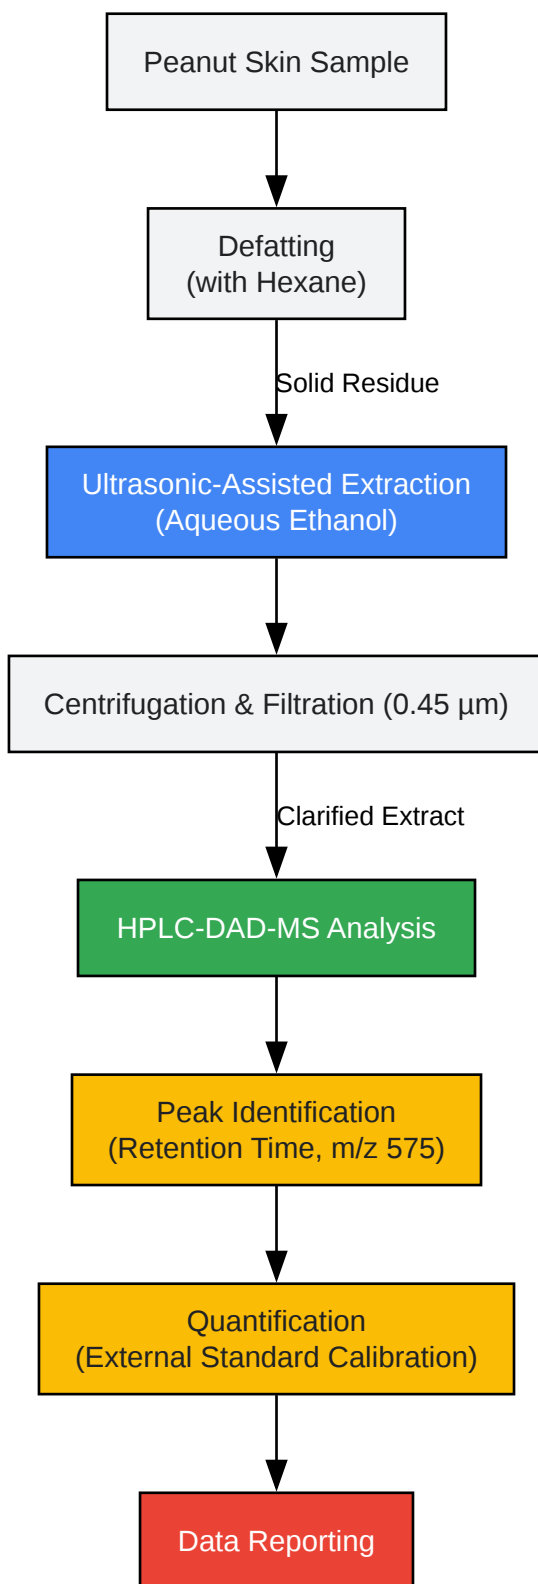 Peanut Skin Sample
Defatting
(with Hexane)
Solid Residue
Ultrasonic-Assisted Extraction
(Aqueous Ethanol)
Centrifugation & Filtration (0.45 µm)
Clarified Extract
HPLC-DAD-MS Analysis
Peak Identification
(Retention Time, m/z 575)
Quantification
(External Standard Calibration)
Data Reporting